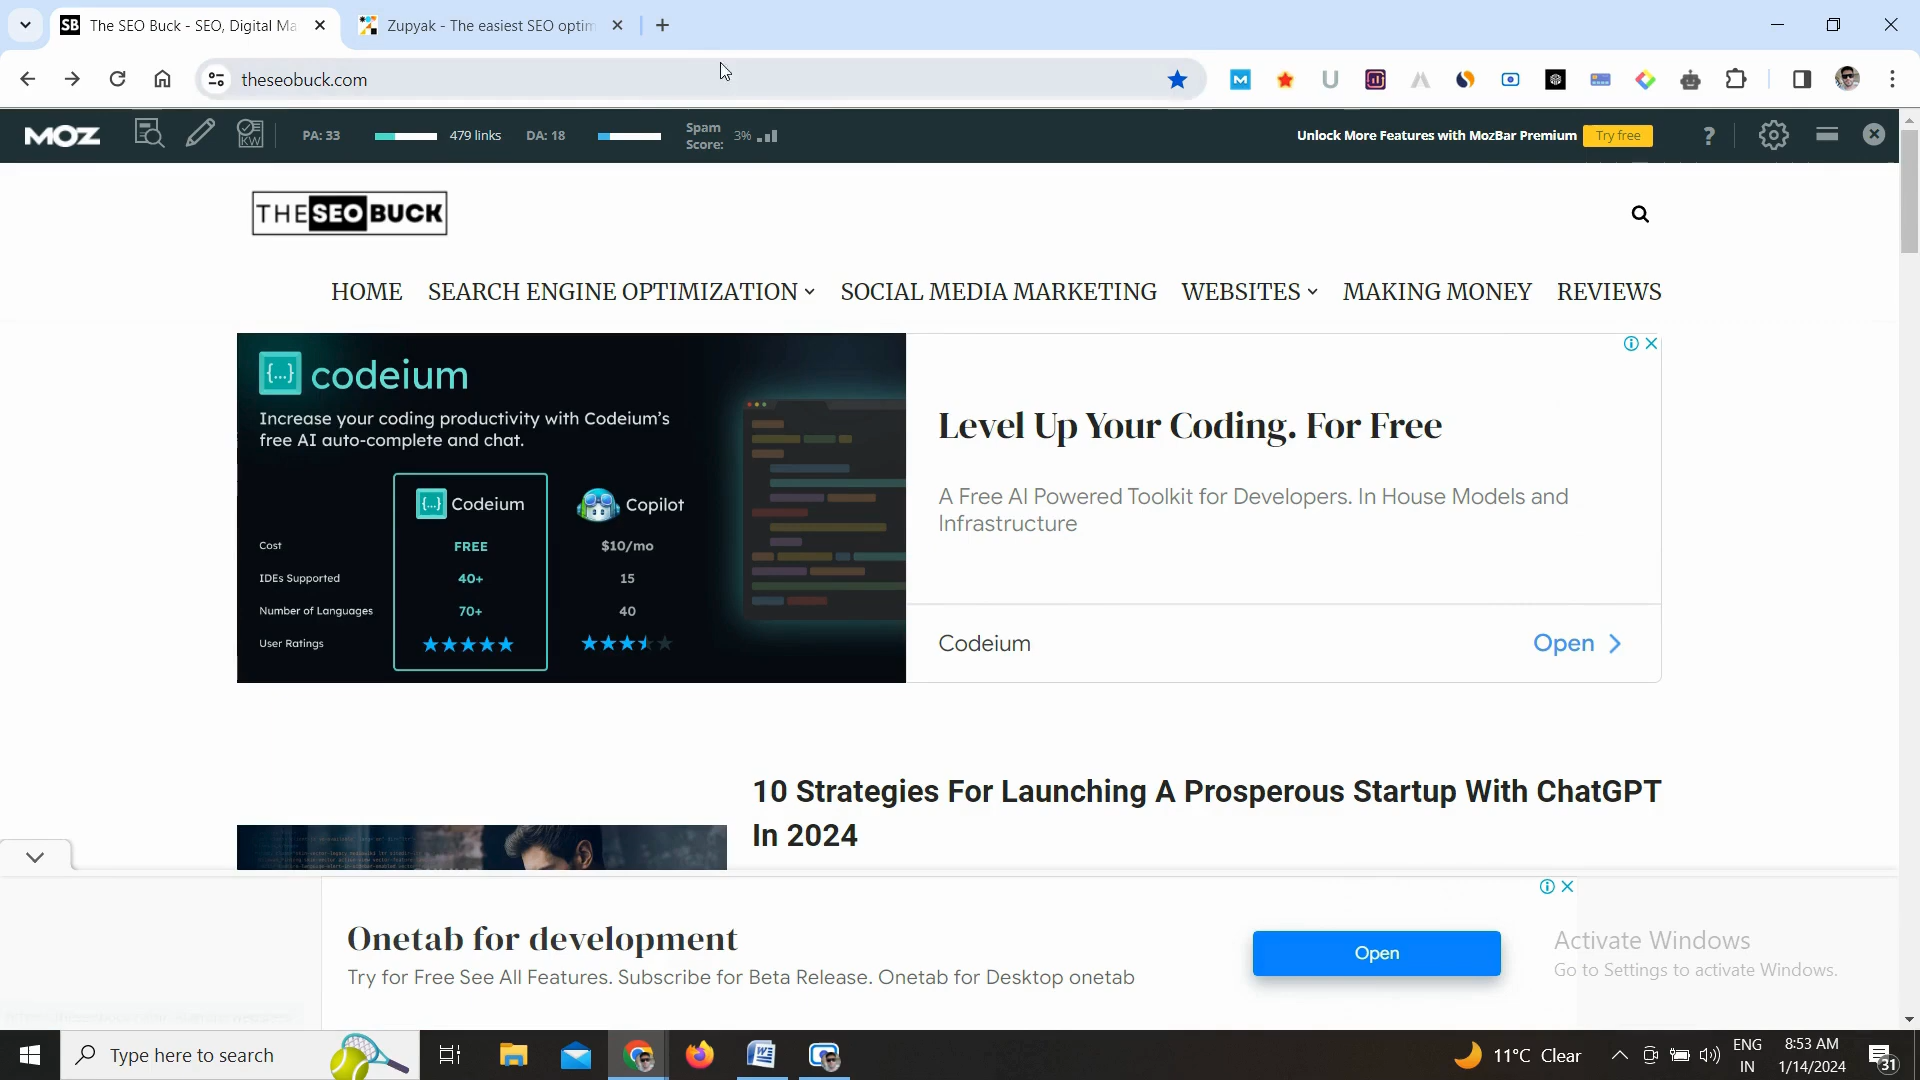 SB The SEO Buck - SEO, Digital Ma
Zupyak - The easiest SEO optim
theseobuck.com
MOZ
KW
PA: 33
479 links
DA: 18
Spam
Score:
3%
Unlock More Features with MozBar Premium
Try free
?
THE SEO BUCK
HOME
SEARCH ENGINE OPTIMIZATION
SOCIAL MEDIA MARKETING
WEBSITES
MAKING MONEY
REVIEWS
{...} codeium
Increase your coding productivity with Codeium's
free AI auto-complete and chat.
{...} Codeium
Copilot
Cost
FREE
$10/mo
IDEs Supported
40+
15
Number of Languages
70+
40
User Ratings
Level Up Your Coding. For Free
A Free AI Powered Toolkit for Developers. In House Models and
Infrastructure
Codeium
Open
10 Strategies For Launching A Prosperous Startup With ChatGPT
In 2024
Onetab for development
Try for Free See All Features. Subscribe for Beta Release. Onetab for Desktop onetab
Open
Activate Windows
Go to Settings to activate Windows.
Type here to search
11°C Clear
ENG
IN
8:53 AM
1/14/2024
31